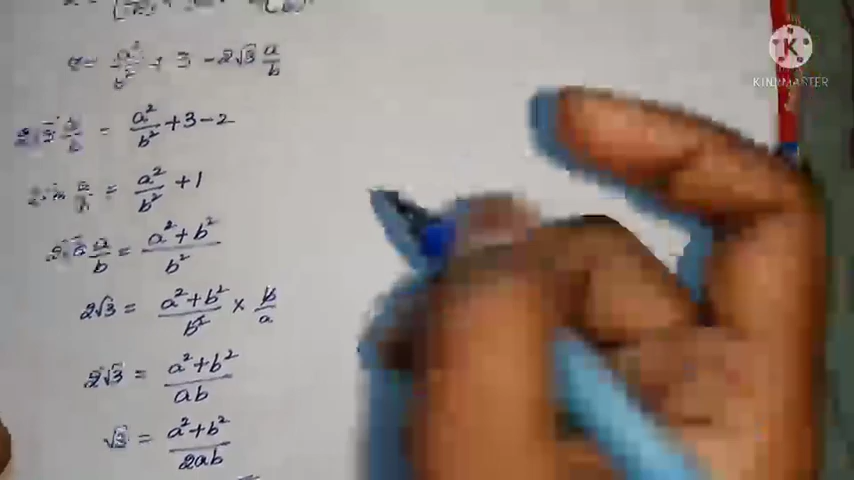 2 = a²/b² + 3 - 2√3 a/b
2√3 a/b = a²/b² + 3 - 2
2√3 a/b = a²/b² + 1
2√3 a/b = (a² + b²)/b²
2√3 = (a² + b²)/b² × b/a
2√3 = (a² + b²)/ab
√3 = (a² + b²)/2ab
K
KINEMASTER